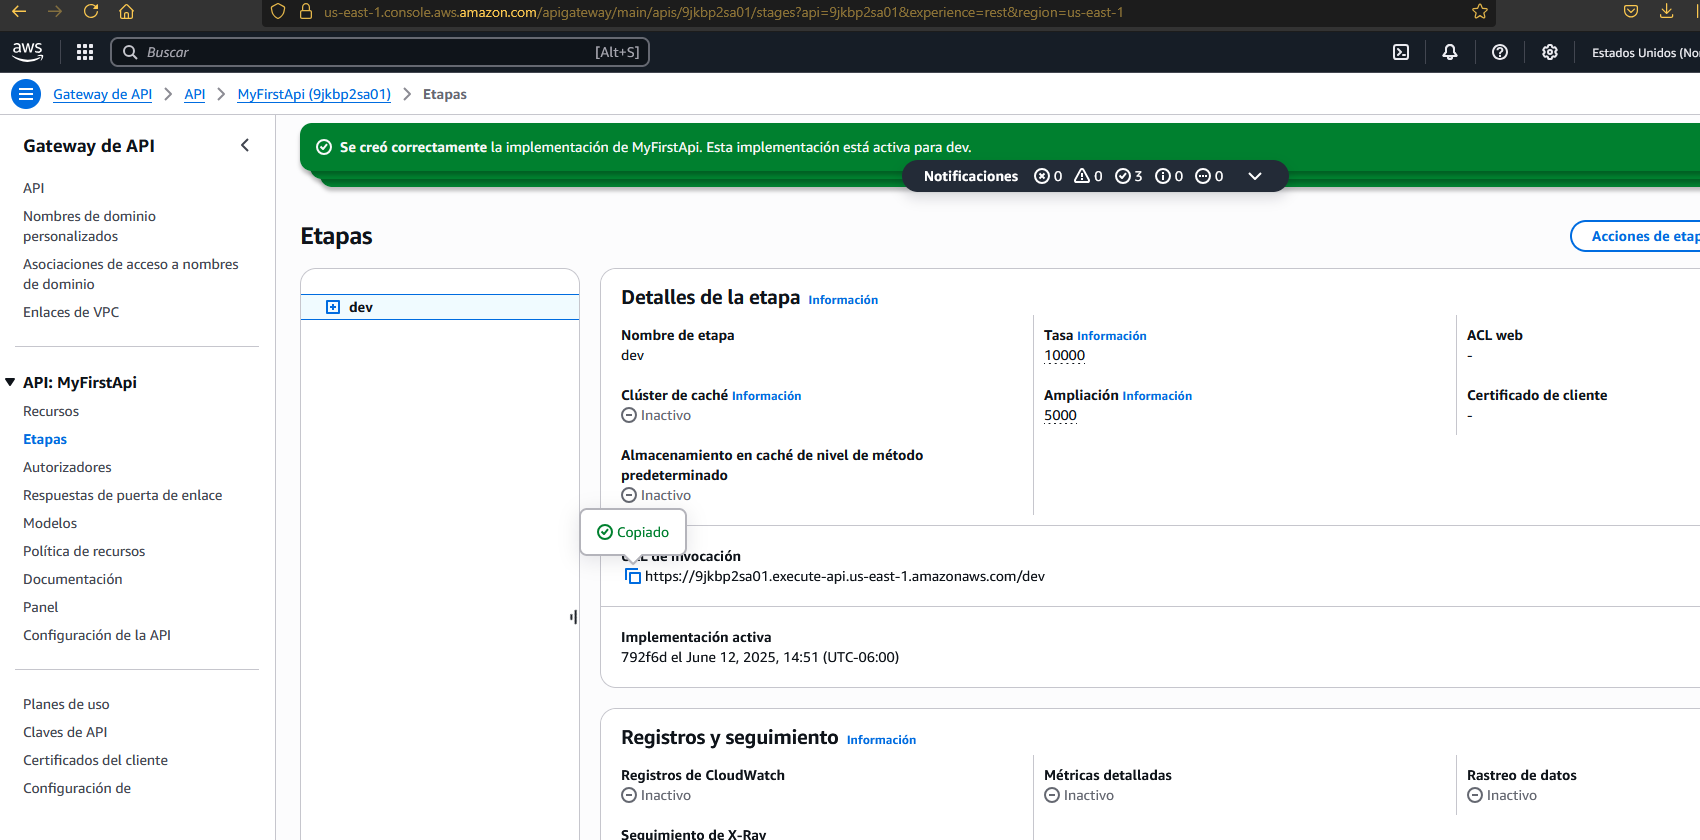 us-east-1.console.aws.amazon.com/apigateway/main/apis/9jkbp2sa01/stages?api=9jkbp2sa01&experience=rest&region=us-east-1
aws
Buscar [Alt+S]
Estados Unidos
Gateway de API API MyFirstApi (9jkbp2sa01) Etapas
Gateway de API
API
Nombres de dominio
personalizados
Asociaciones de acceso a nombres
de dominio
Enlaces de VPC
API: MyFirstApi
Recursos
Etapas
Autorizadores
Respuestas de puerta de enlace
Modelos
Política de recursos
Documentación
Panel
Configuración de la API
Planes de uso
Claves de API
Certificados del cliente
Configuración de
Se creó correctamente la implementación de MyFirstApi. Esta implementación está activa para dev.
Notificaciones 0 0 3 0 0
Etapas
Acciones de
dev
Detalles de la etapa Información
Nombre de etapa
dev
Clúster de caché Información
Inactivo
Almacenamiento en caché de nivel de método
predeterminado
Inactivo
Tasa Información
10000
Ampliación Información
5000
ACL web
-
Certificado de cliente
-
Copiado
de invocación
https://9jkbp2sa01.execute-api.us-east-1.amazonaws.com/dev
Implementación activa
792f6d el June 12, 2025, 14:51 (UTC-06:00)
Registros y seguimiento Información
Registros de CloudWatch
Inactivo
Métricas detalladas
Inactivo
Rastreo de datos
Inactivo
Seguimiento de X-Ray